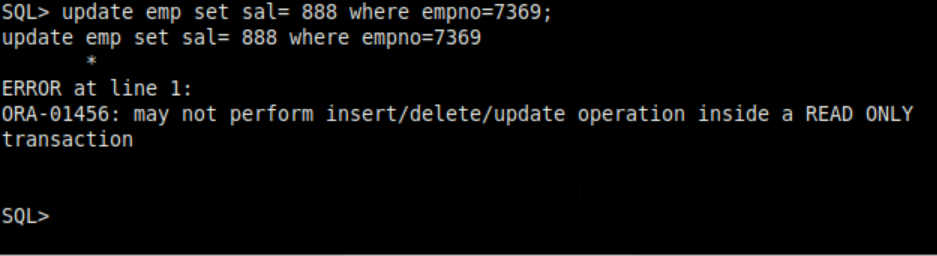 SQL> update emp set sal= 888 where empno=7369;
update emp set sal= 888 where empno=7369
*
ERROR at line 1:
ORA-01456: may not perform insert/delete/update operation inside a READ ONLY
transaction
SQL>